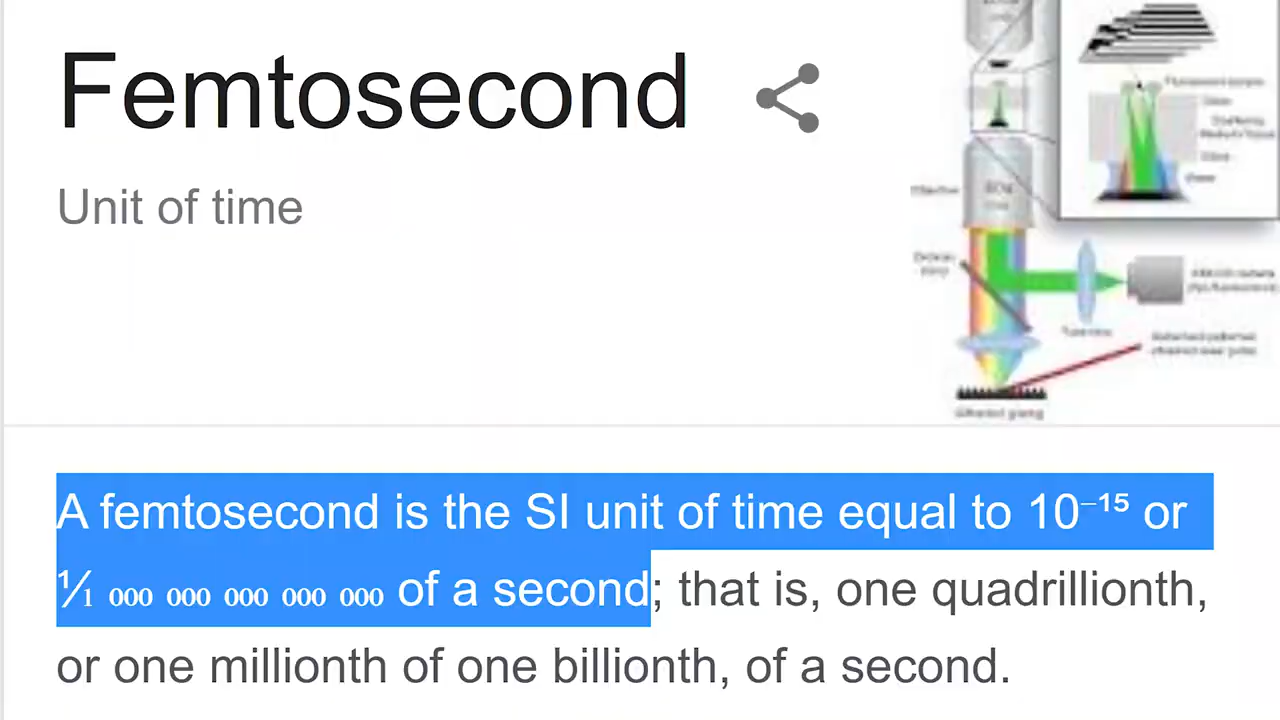 Femtosecond
Unit of time
A femtosecond is the SI unit of time equal to 10⁻¹⁵ or
¹⁄₁ ₀₀₀ ₀₀₀ ₀₀₀ ₀₀₀ ₀₀₀ of a second; that is, one quadrillionth,
or one millionth of one billionth, of a second.